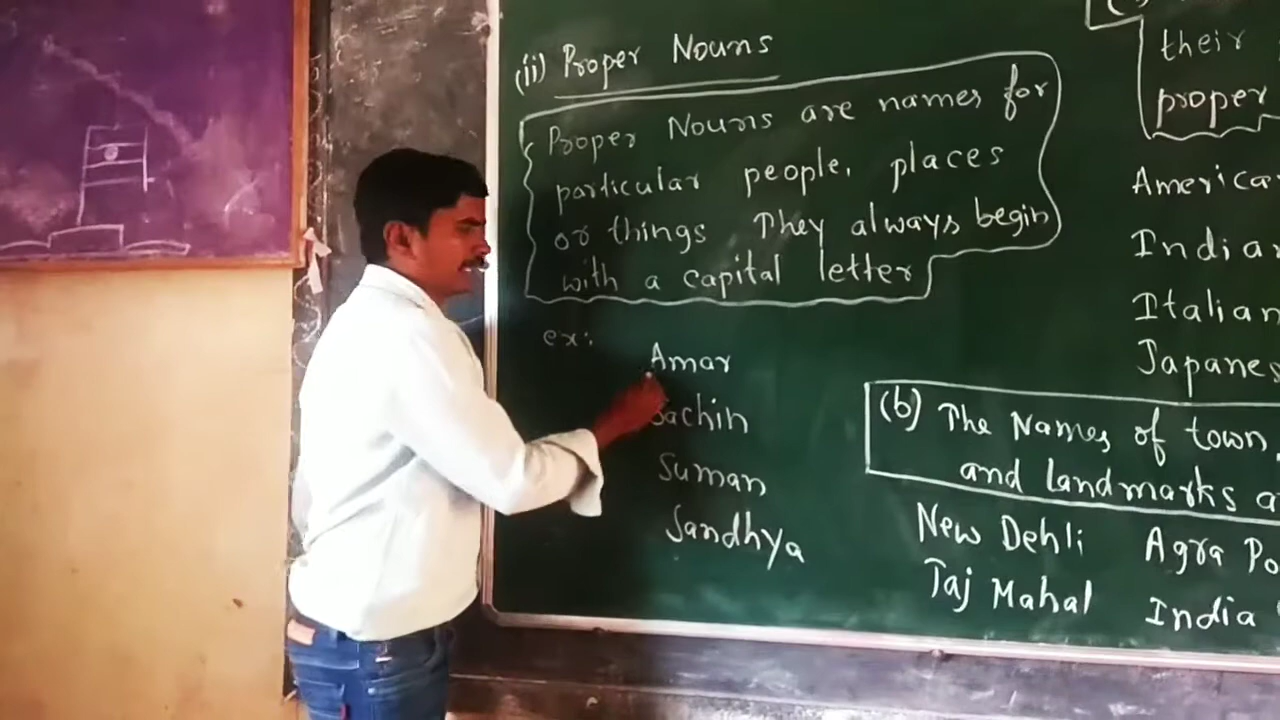 (ii) Proper Nouns
Proper Nouns are names for
particular people, places
or things They always begin
with a capital letter
ex:
Amar
Sachin
Suman
Sandhya
their
proper
America
India
Italian
Japanes
(b) The Names of town,
and landmarks a
New Dehli Agra Po
Taj Mahal India